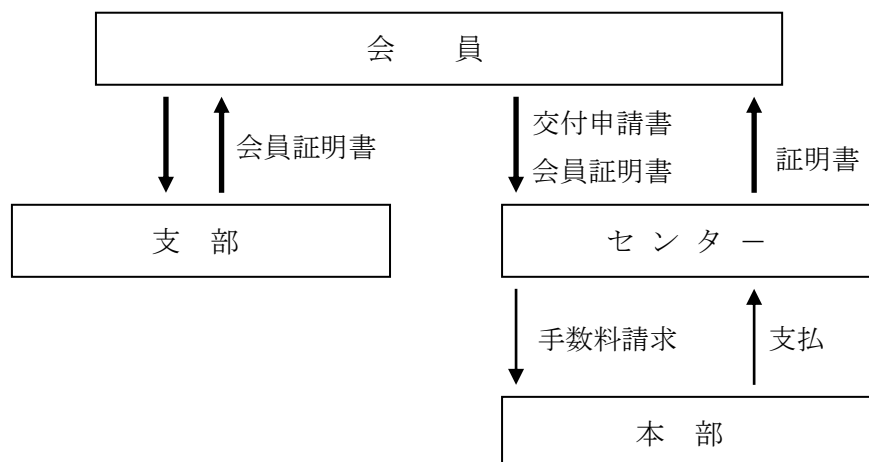 会　　員
会員証明書
交付申請書
会員証明書
証明書
支　部
セ ン タ ー
手数料請求
支払
本　部